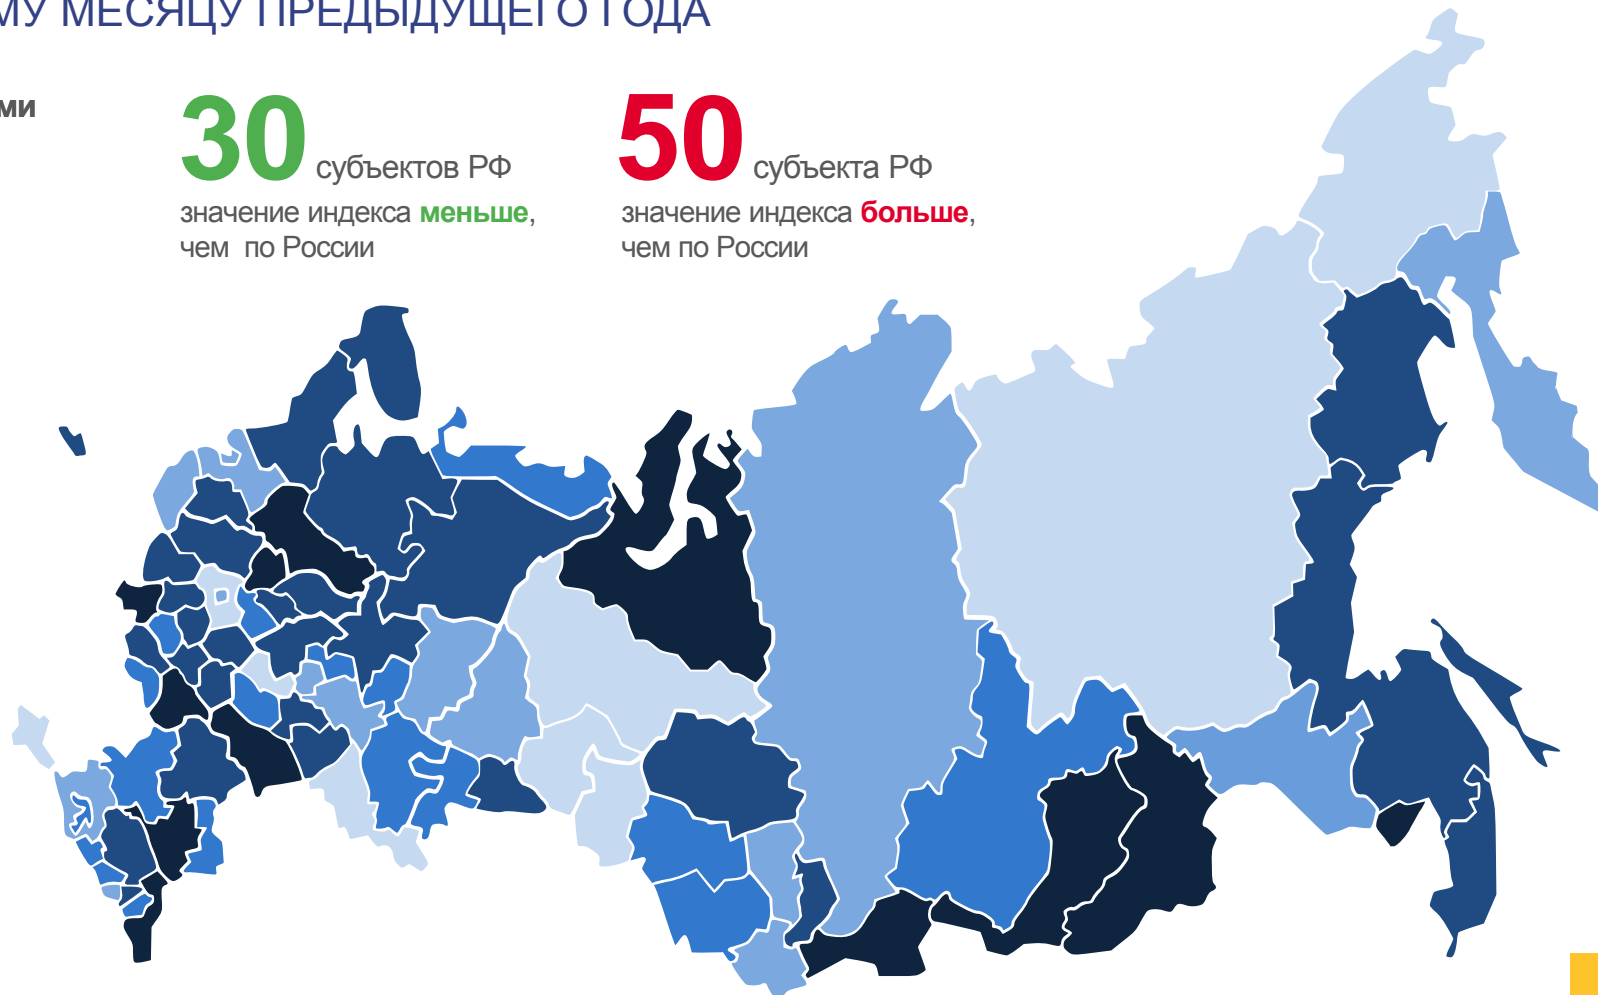 МУ МЕСЯЦУ ПРЕДЫДУЩЕГО ГОДА
ми
30 субъектов РФ
значение индекса меньше,
чем по России
50 субъекта РФ
значение индекса больше,
чем по России